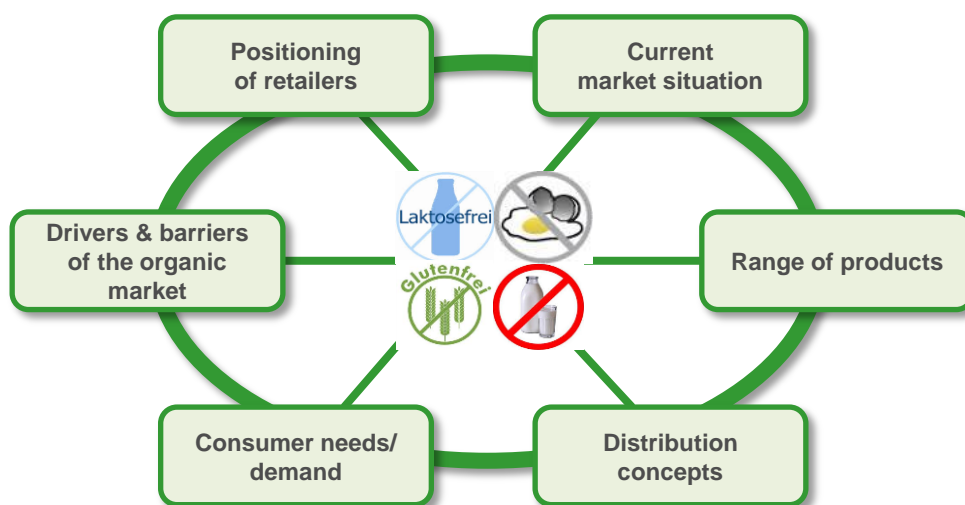 Positioning
of retailers
Current
market situation
Laktosefrei
Drivers & barriers
of the organic
market
Range of products
Glutenfrei
Consumer needs/
demand
Distribution
concepts